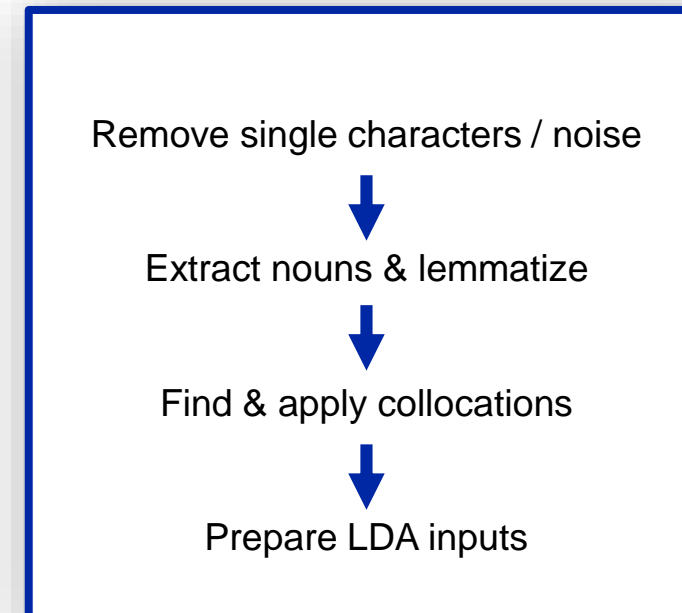 Remove single characters / noise
Extract nouns & lemmatize
Find & apply collocations
Prepare LDA inputs